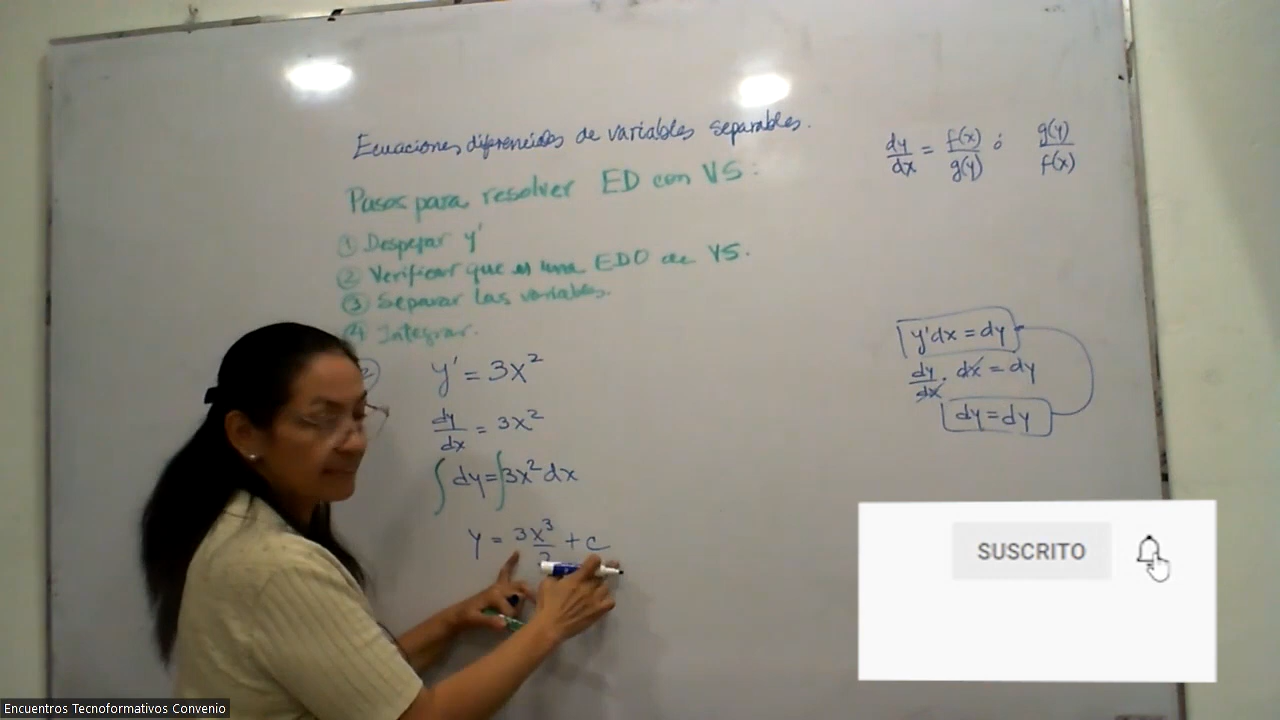 Ecuaciones diferenciales de variables separables.
dy/dx = f(x)/g(y) ó g(y)/f(x)
Pasos para resolver ED con VS:
① Despejar y'
② Verificar que es una EDO de VS.
③ Separar las variables.
④ Integrar.
y' = 3x²
dy/dx = 3x²
∫dy=∫3x²dx
y = 3x³/3 + c
y'dx = dy
dy/dx · dx = dy
dy = dy
SUSCRITO
Encuentros Tecnoformativos Convenio